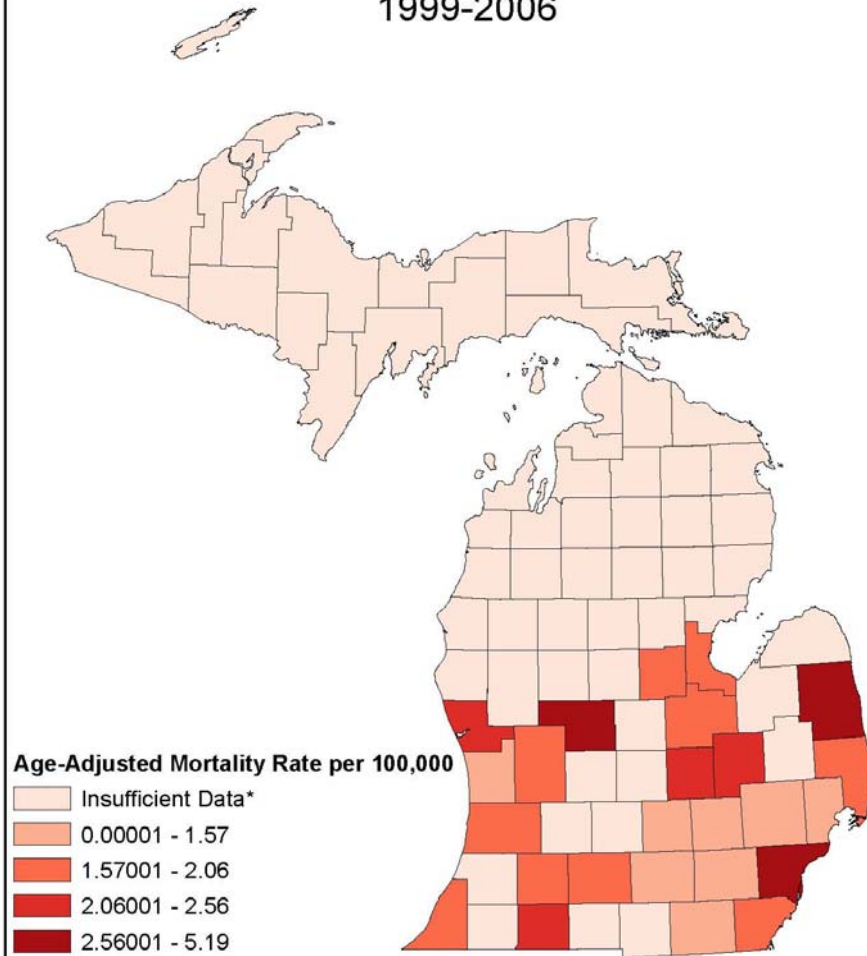 1999-2006
Age-Adjusted Mortality Rate per 100,000
Insufficient Data*
0.00001 - 1.57
1.57001 - 2.06
2.06001 - 2.56
2.56001 - 5.19